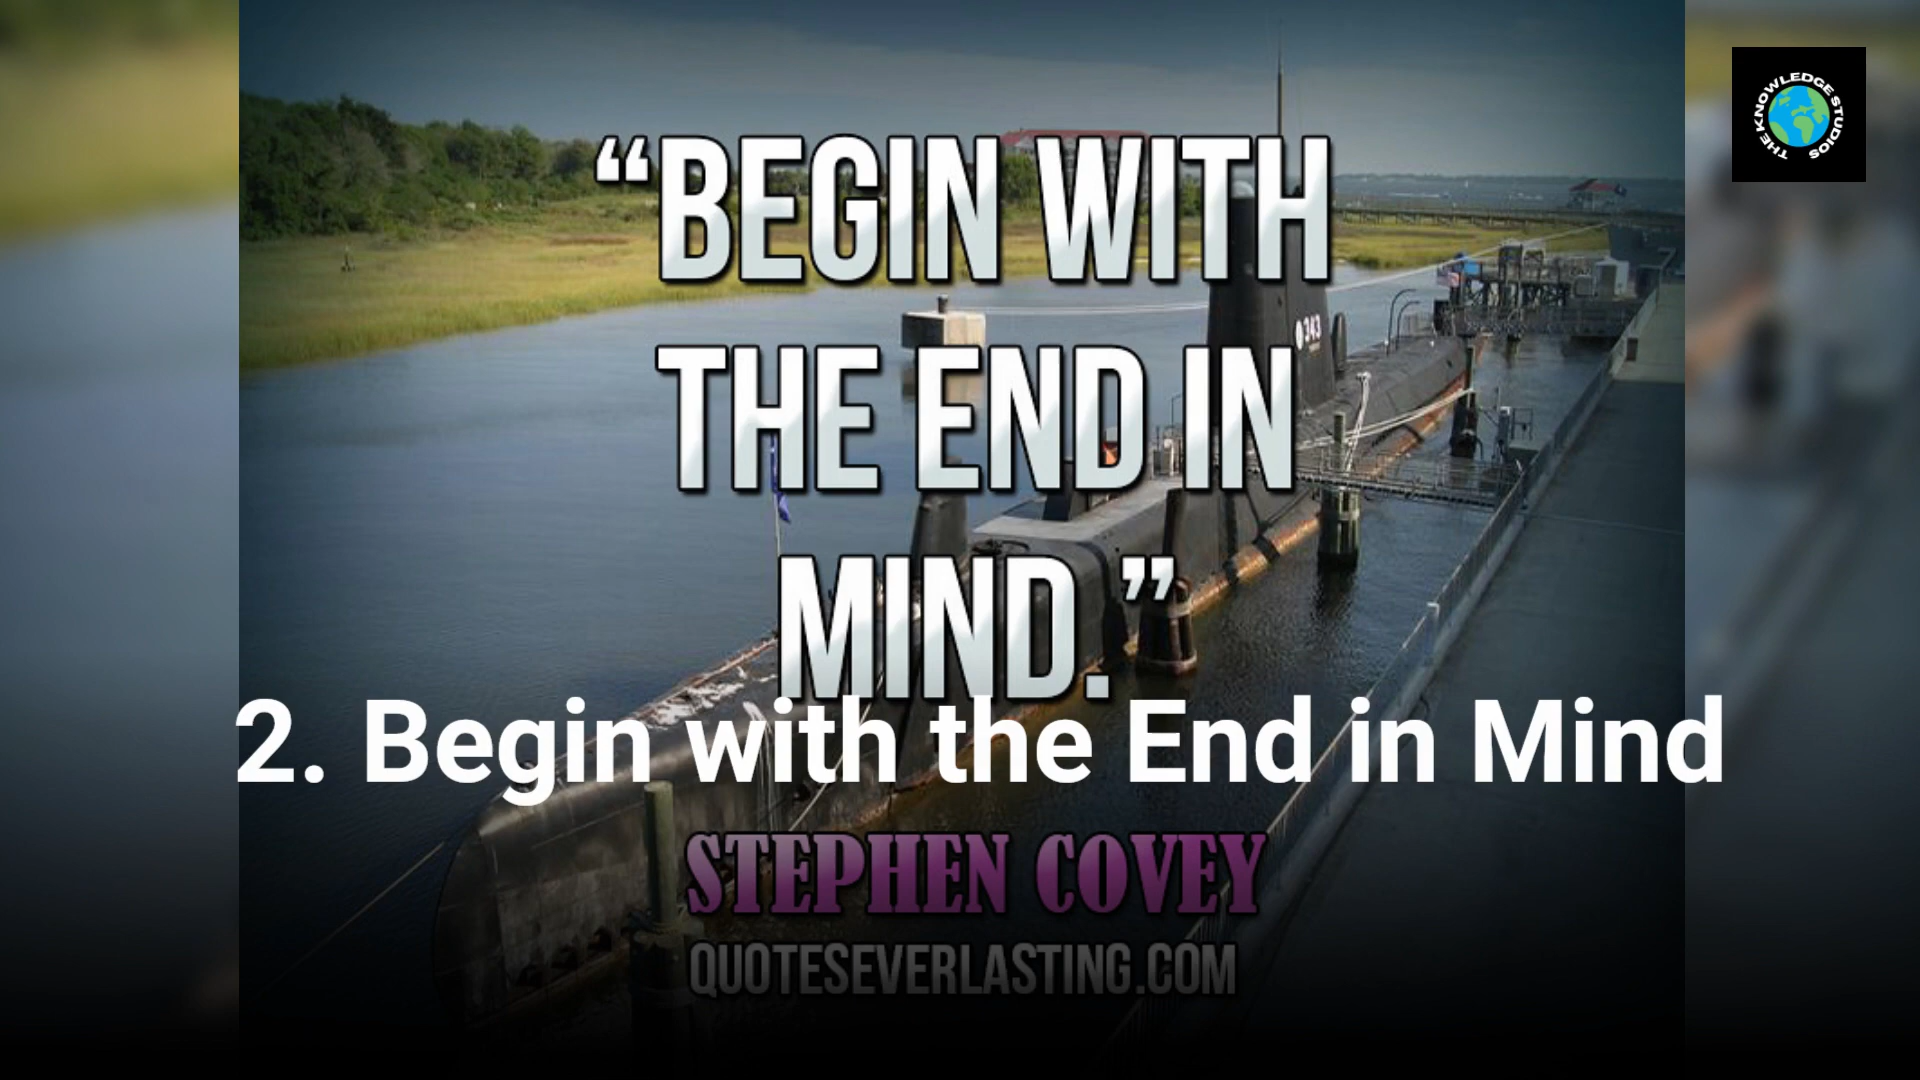 THE KNOWLEDGE STUDIOS
“BEGIN WITH
343
THE END IN
MIND.”
2. Begin with the End in Mind
STEPHEN COVEY
QUOTESEVERLASTING.COM